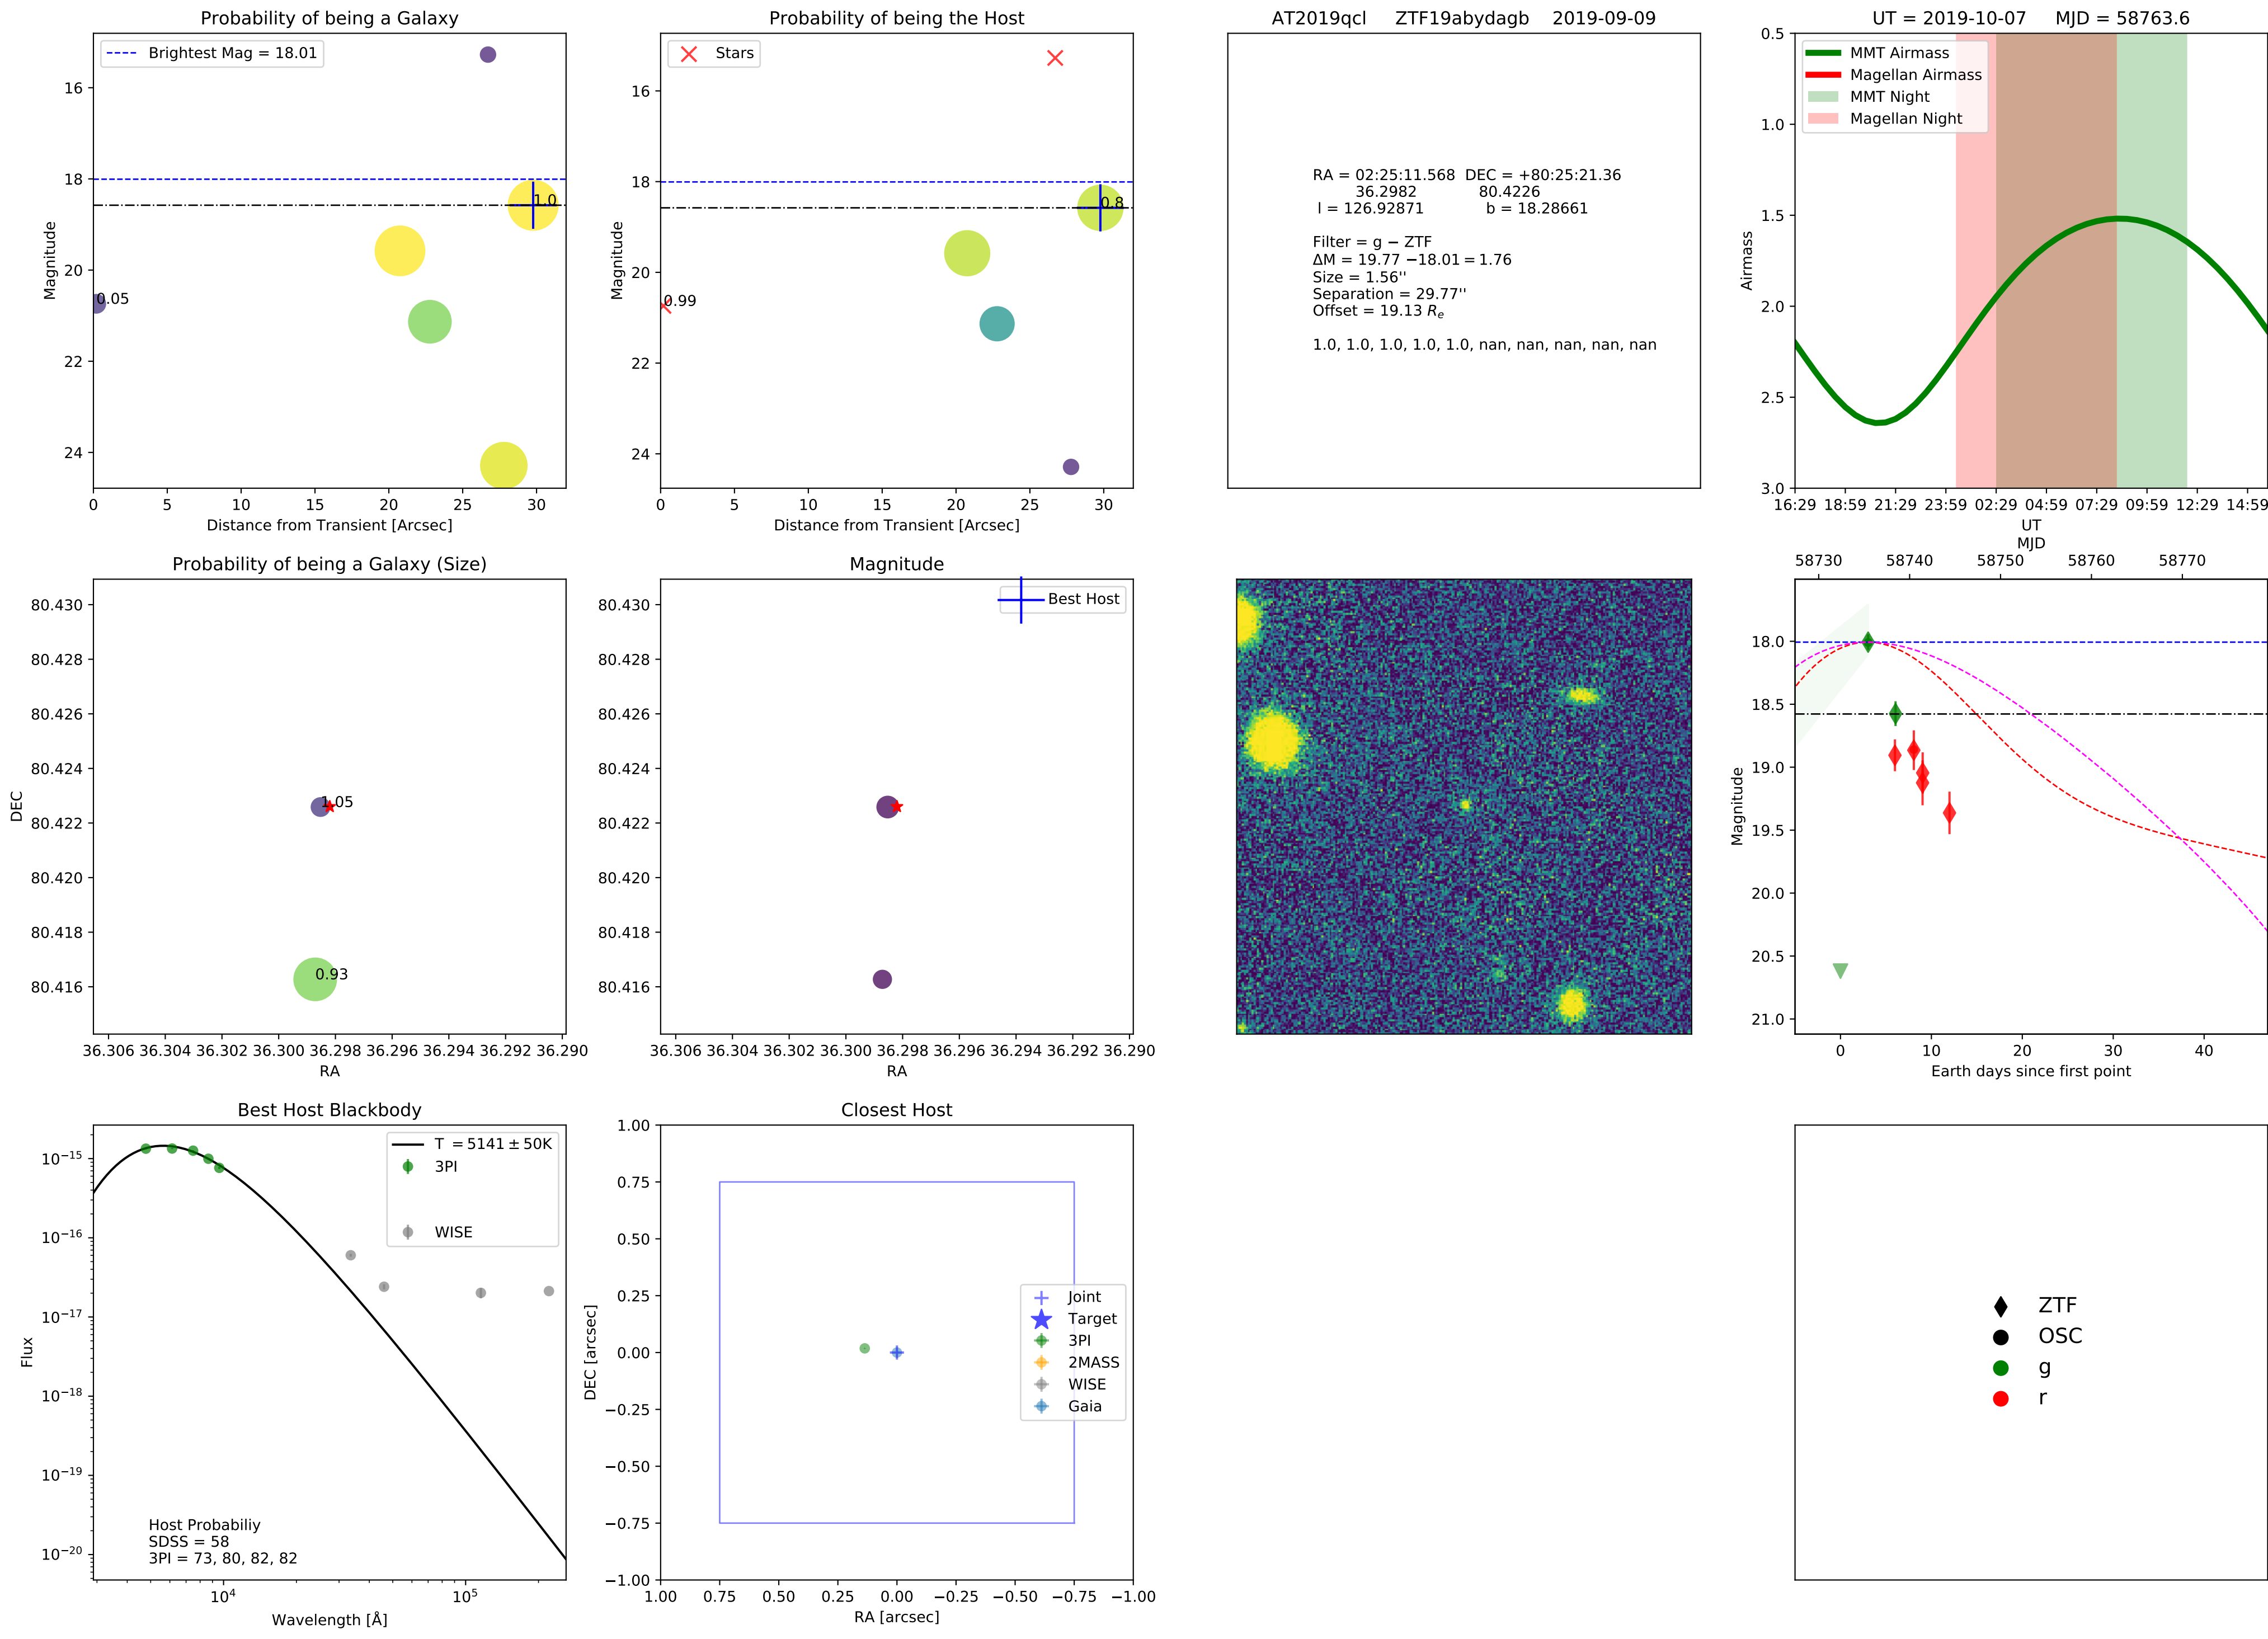 Probability of being a Galaxy
Brightest Mag = 18.01
1.0
0.05
Magnitude
16
18
20
22
24
0 5 10 15 20 25 30
Distance from Transient [Arcsec]
Probability of being the Host
Stars
0.8
0.99
Magnitude
16
18
20
22
24
0 5 10 15 20 25 30
Distance from Transient [Arcsec]
AT2019qcl ZTF19abydagb 2019-09-09
RA = 02:25:11.568 DEC = +80:25:21.36
36.2982 80.4226
l = 126.92871 b = 18.28661
Filter = g − ZTF
ΔM = 19.77 −18.01 = 1.76
Size = 1.56''
Separation = 29.77''
Offset = 19.13 Re
1.0, 1.0, 1.0, 1.0, 1.0, nan, nan, nan, nan, nan
UT = 2019-10-07 MJD = 58763.6
MMT Airmass
Magellan Airmass
MMT Night
Magellan Night
Airmass
0.5
1.0
1.5
2.0
2.5
3.0
16:29 18:59 21:29 23:59 02:29 04:59 07:29 09:59 12:29 14:59
UT
Probability of being a Galaxy (Size)
1.05
0.93
DEC
80.430
80.428
80.426
80.424
80.422
80.420
80.418
80.416
36.306 36.304 36.302 36.300 36.298 36.296 36.294 36.292 36.290
RA
Magnitude
Best Host
80.430
80.428
80.426
80.424
80.422
80.420
80.418
80.416
36.306 36.304 36.302 36.300 36.298 36.296 36.294 36.292 36.290
RA
MJD
58730 58740 58750 58760 58770
Magnitude
18.0
18.5
19.0
19.5
20.0
20.5
21.0
0 10 20 30 40
Earth days since first point
Best Host Blackbody
T = 5141 ± 50K
3PI
WISE
Flux
10−15
10−16
10−17
10−18
10−19
10−20
Host Probabiliy
SDSS = 58
3PI = 73, 80, 82, 82
104 105
Wavelength [Å]
Closest Host
Joint
Target
3PI
2MASS
WISE
Gaia
DEC [arcsec]
1.00
0.75
0.50
0.25
0.00
−0.25
−0.50
−0.75
−1.00
1.00 0.75 0.50 0.25 0.00 −0.25 −0.50 −0.75 −1.00
RA [arcsec]
ZTF
OSC
g
r